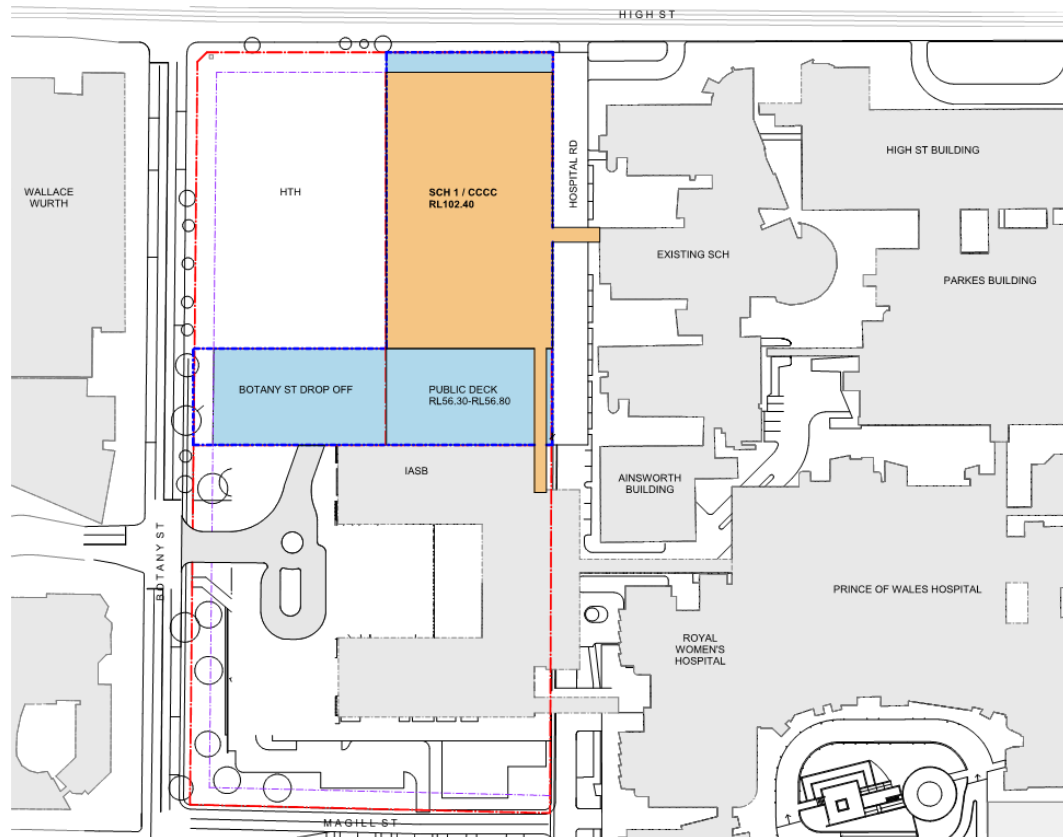 HIGH ST
WALLACE
WURTH
HTH
SCH 1 / CCCC
RL102.40
HOSPITAL RD
HIGH ST BUILDING
EXISTING SCH
PARKES BUILDING
BOTANY ST DROP OFF
PUBLIC DECK
RL56.30-RL56.80
IASB
AINSWORTH
BUILDING
BOTANY ST
PRINCE OF WALES HOSPITAL
ROYAL
WOMEN'S
HOSPITAL
MAGILL ST